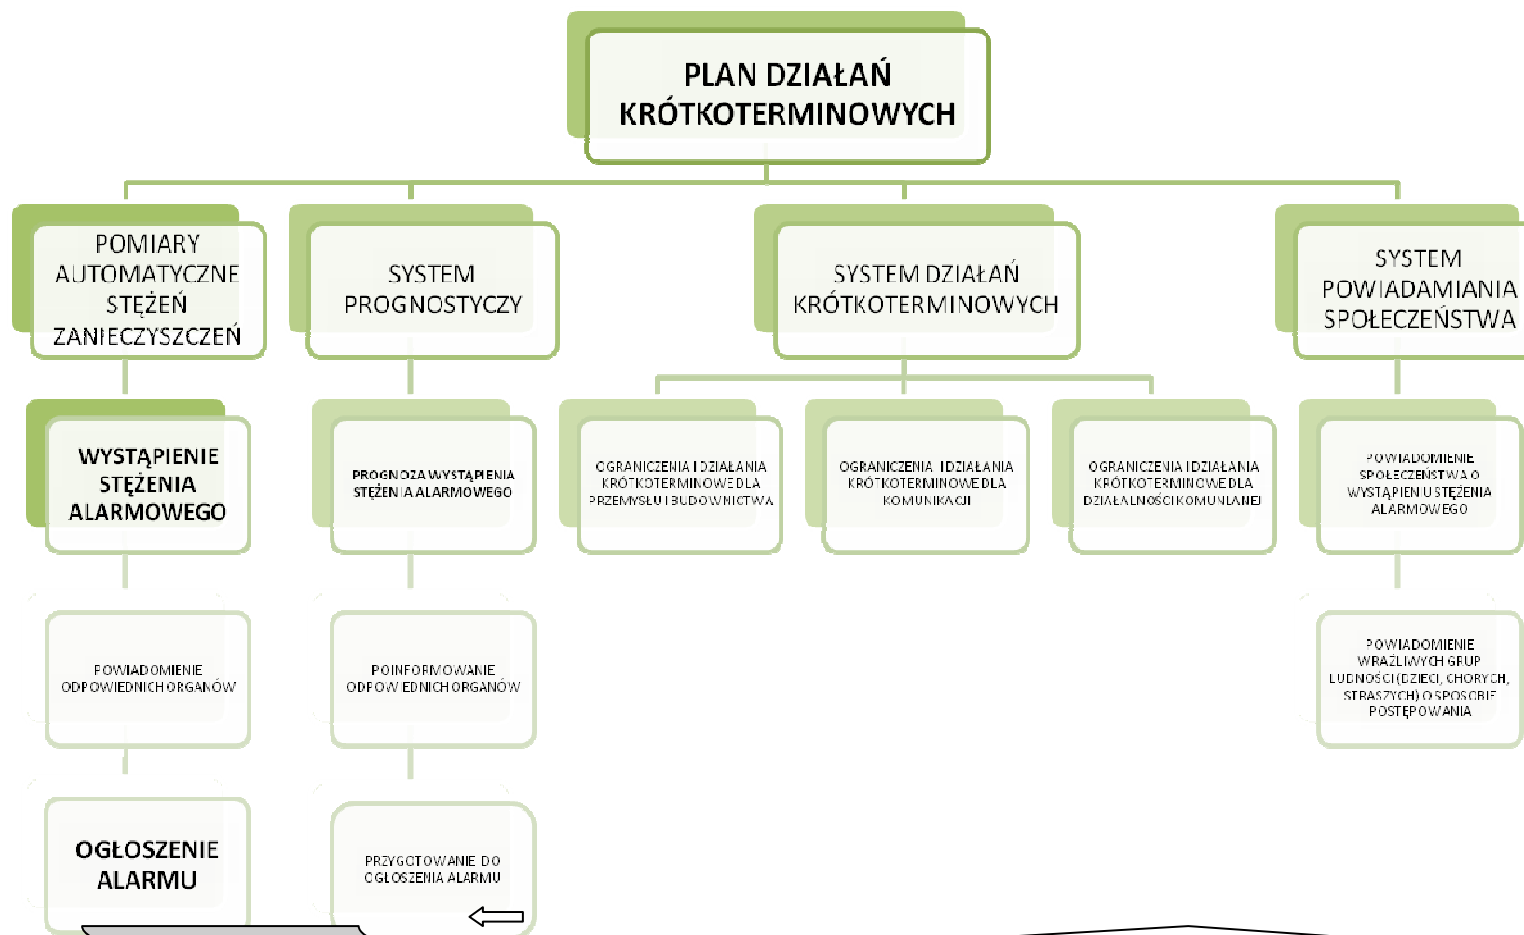 PLAN DZIAŁAŃ
KRÓTKOTERMINOWYCH
POMIARY
AUTOMATYCZNE
STĘŻEŃ
ZANIECZYSZCZEŃ
SYSTEM
PROGNOSTYCZY
SYSTEM DZIAŁAŃ
KRÓTKOTERMINOWYCH
SYSTEM
POWIADAMIANIA
SPOŁECZEŃSTWA
WYSTĄPIENIE
STĘŻENIA
ALARMOWEGO
PROGNOZA WYSTĄPIENIA
STĘŻENIA ALARMOWEGO
OGRANICZENIA I DZIAŁANIA
KRÓTKOTERMINOWE DLA
PRZEMYSŁU I BUDOWNICTWA
OGRANICZENIA I DZIAŁANIA
KRÓTKOTERMINOWE DLA
KOMUNIKACJI
OGRANICZENIA I DZIAŁANIA
KRÓTKOTERMINOWE DLA
DZIAŁALNOŚCI KOMUNLANEJ
POWIADOMIENIE
SPOŁECZEŃSTWA O
WYSTĄPIENIU STĘŻENIA
ALARMOWEGO
POWIADOMIENIE
ODPOWIEDNICH ORGANÓW
POINFORMOWANIE
ODPOWIEDNICH ORGANÓW
POWIADOMIENIE
WRAŻLIWYCH GRUP
LUDNOŚCI (DZIECI, CHORYCH,
STRASZYCH) O SPOSOBIE
POSTĘPOWANIA
OGŁOSZENIE
ALARMU
PRZYGOTOWANIE DO
OGŁOSZENIA ALARMU